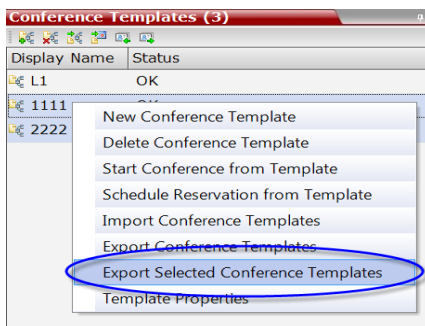 Conference Templates (3)
Display Name Status
L1 OK
1111
2222
New Conference Template
Delete Conference Template
Start Conference from Template
Schedule Reservation from Template
Import Conference Templates
Export Conference Templates
Export Selected Conference Templates
Template Properties